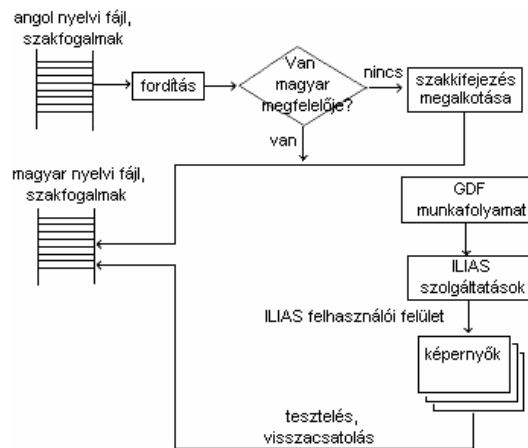 angol nyelvi fájl,
szakfogalmak
fordítás
Van
magyar
megfelelője?
nincs
szakkifejezés
megalkotása
van
magyar nyelvi fájl,
szakfogalmak
GDF
munkafolyamat
ILIAS
szolgáltatások
ILIAS felhasználói felület
képernyők
tesztelés,
visszacsatolás